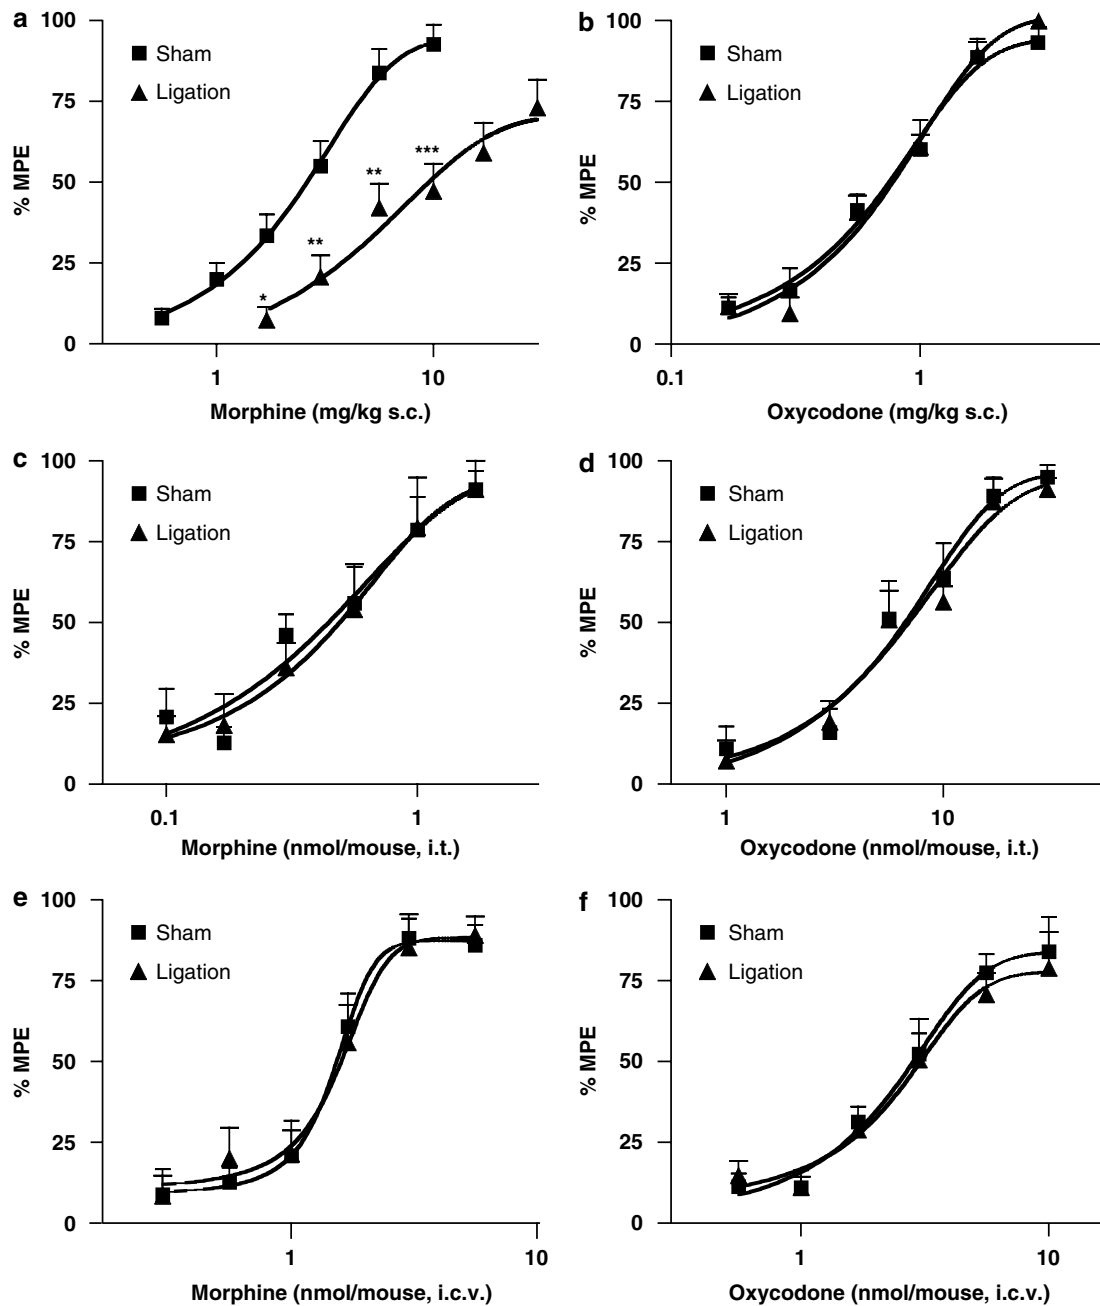 a
100
75
50
25
0
% MPE
Sham
Ligation
*
**
**
***
1
10
Morphine (mg/kg s.c.)
b
100
75
50
25
0
% MPE
Sham
Ligation
0.1
1
Oxycodone (mg/kg s.c.)
c
100
75
50
25
0
% MPE
Sham
Ligation
0.1
1
Morphine (nmol/mouse, i.t.)
d
100
75
50
25
0
% MPE
Sham
Ligation
1
10
Oxycodone (nmol/mouse, i.t.)
e
100
75
50
25
0
% MPE
Sham
Ligation
1
10
Morphine (nmol/mouse, i.c.v.)
f
100
75
50
25
0
% MPE
Sham
Ligation
1
10
Oxycodone (nmol/mouse, i.c.v.)